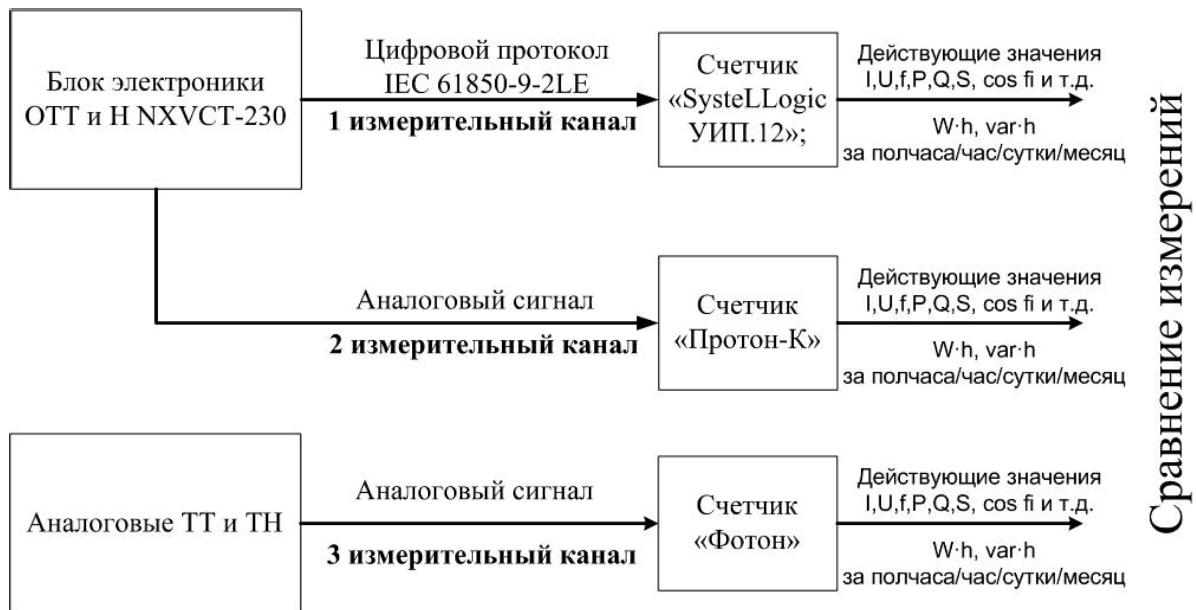 Блок электроники
ОТТ и Н NXVCT-230
Цифровой протокол
IEC 61850-9-2LE
1 измерительный канал
Счетчик
«SysteLLogic
УИП.12»;
Действующие значения
I,U,f,P,Q,S, cos fi и т.д.
W·h, var·h
за полчаса/час/сутки/месяц
Аналоговый сигнал
2 измерительный канал
Счетчик
«Протон-К»
Действующие значения
I,U,f,P,Q,S, cos fi и т.д.
W·h, var·h
за полчаса/час/сутки/месяц
Аналоговые ТТ и ТН
Аналоговый сигнал
3 измерительный канал
Счетчик
«Фотон»
Действующие значения
I,U,f,P,Q,S, cos fi и т.д.
W·h, var·h
за полчаса/час/сутки/месяц
Сравнение измерений